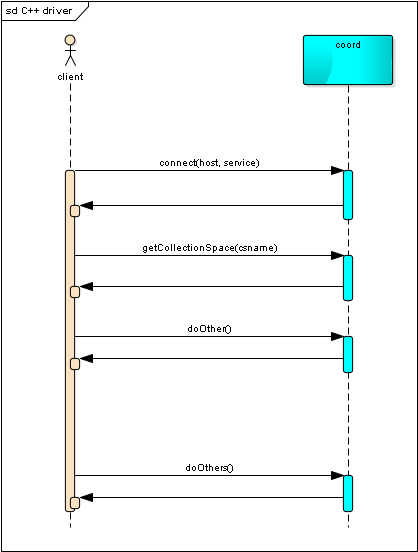 sd C++ driver
client
coord
connect(host, service)
getCollectionSpace(csname)
doOther()
doOthers()